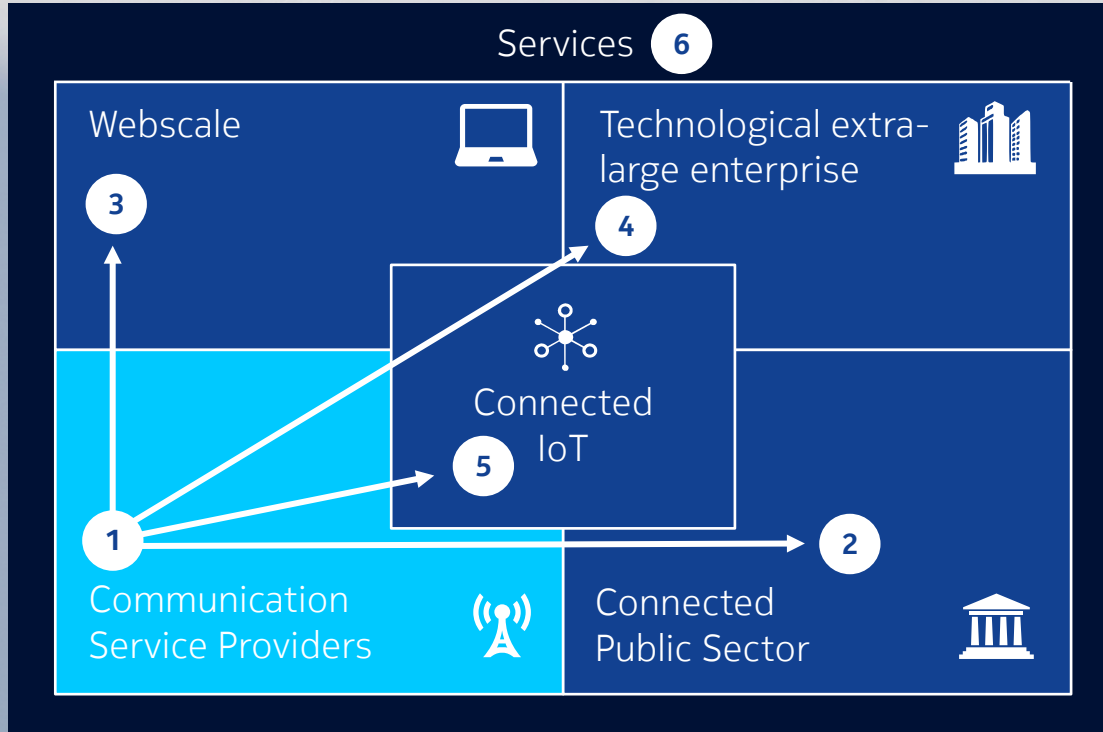 Services 6
Webscale
3
Technological extra-
large enterprise
4
Connected
IoT
5
1
2
Communication
Service Providers
Connected
Public Sector